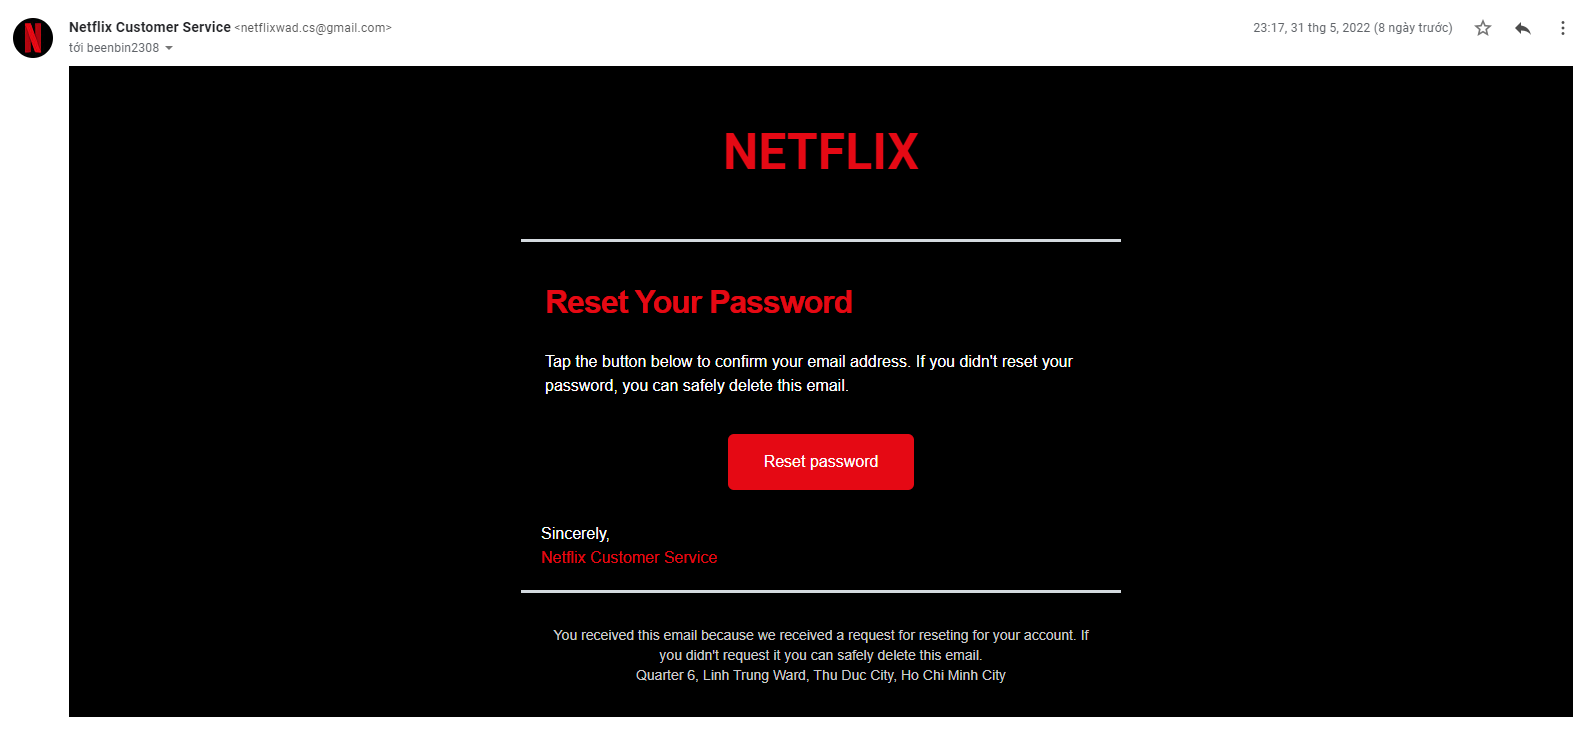 N
Netflix Customer Service <netflixwad.cs@gmail.com>
23:17, 31 thg 5, 2022 (8 ngày trước)
tới beenbin2308
NETFLIX
Reset Your Password
Tap the button below to confirm your email address. If you didn't reset your
password, you can safely delete this email.
Reset password
Sincerely,
Netflix Customer Service
You received this email because we received a request for reseting for your account. If
you didn't request it you can safely delete this email.
Quarter 6, Linh Trung Ward, Thu Duc City, Ho Chi Minh City